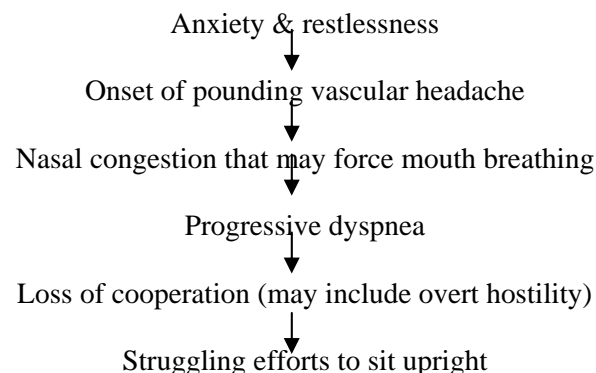 Anxiety & restlessness
Onset of pounding vascular headache
Nasal congestion that may force mouth breathing
Progressive dyspnea
Loss of cooperation (may include overt hostility)
Struggling efforts to sit upright